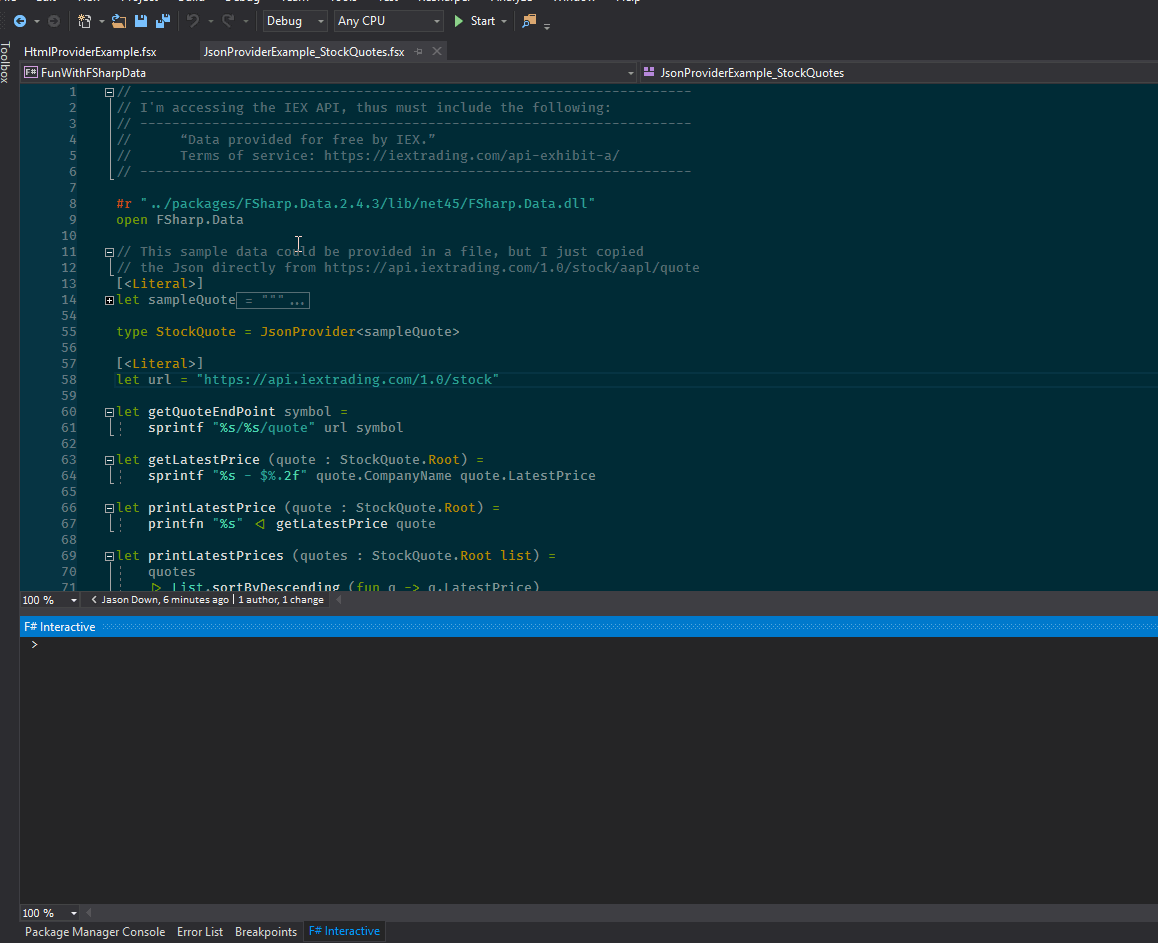 Debug Any CPU Start
Toolbox
HtmlProviderExample.fsx JsonProviderExample_StockQuotes.fsx
F# FunWithFSharpData JsonProviderExample_StockQuotes
1 // ---------------------------------------------------------------------
2 // I'm accessing the IEX API, thus must include the following:
3 // ---------------------------------------------------------------------
4 //      “Data provided for free by IEX.”
5 //      Terms of service: https://iextrading.com/api-exhibit-a/
6 // ---------------------------------------------------------------------
7
8 #r "../packages/FSharp.Data.2.4.3/lib/net45/FSharp.Data.dll"
9 open FSharp.Data
10
11 // This sample data could be provided in a file, but I just copied
12 // the Json directly from https://api.iextrading.com/1.0/stock/aapl/quote
13 [<Literal>]
14 let sampleQuote = """...
54
55 type StockQuote = JsonProvider<sampleQuote>
56
57 [<Literal>]
58 let url = "https://api.iextrading.com/1.0/stock"
59
60 let getQuoteEndPoint symbol =
61     sprintf "%s/%s/quote" url symbol
62
63 let getLatestPrice (quote : StockQuote.Root) =
64     sprintf "%s - $%.2f" quote.CompanyName quote.LatestPrice
65
66 let printLatestPrice (quote : StockQuote.Root) =
67     printfn "%s" <| getLatestPrice quote
68
69 let printLatestPrices (quotes : StockQuote.Root list) =
70     quotes
71     |> List.sortByDescending (fun q -> q.LatestPrice)
100 % < Jason Down, 6 minutes ago | 1 author, 1 change
F# Interactive
>
100 %
Package Manager Console Error List Breakpoints F# Interactive